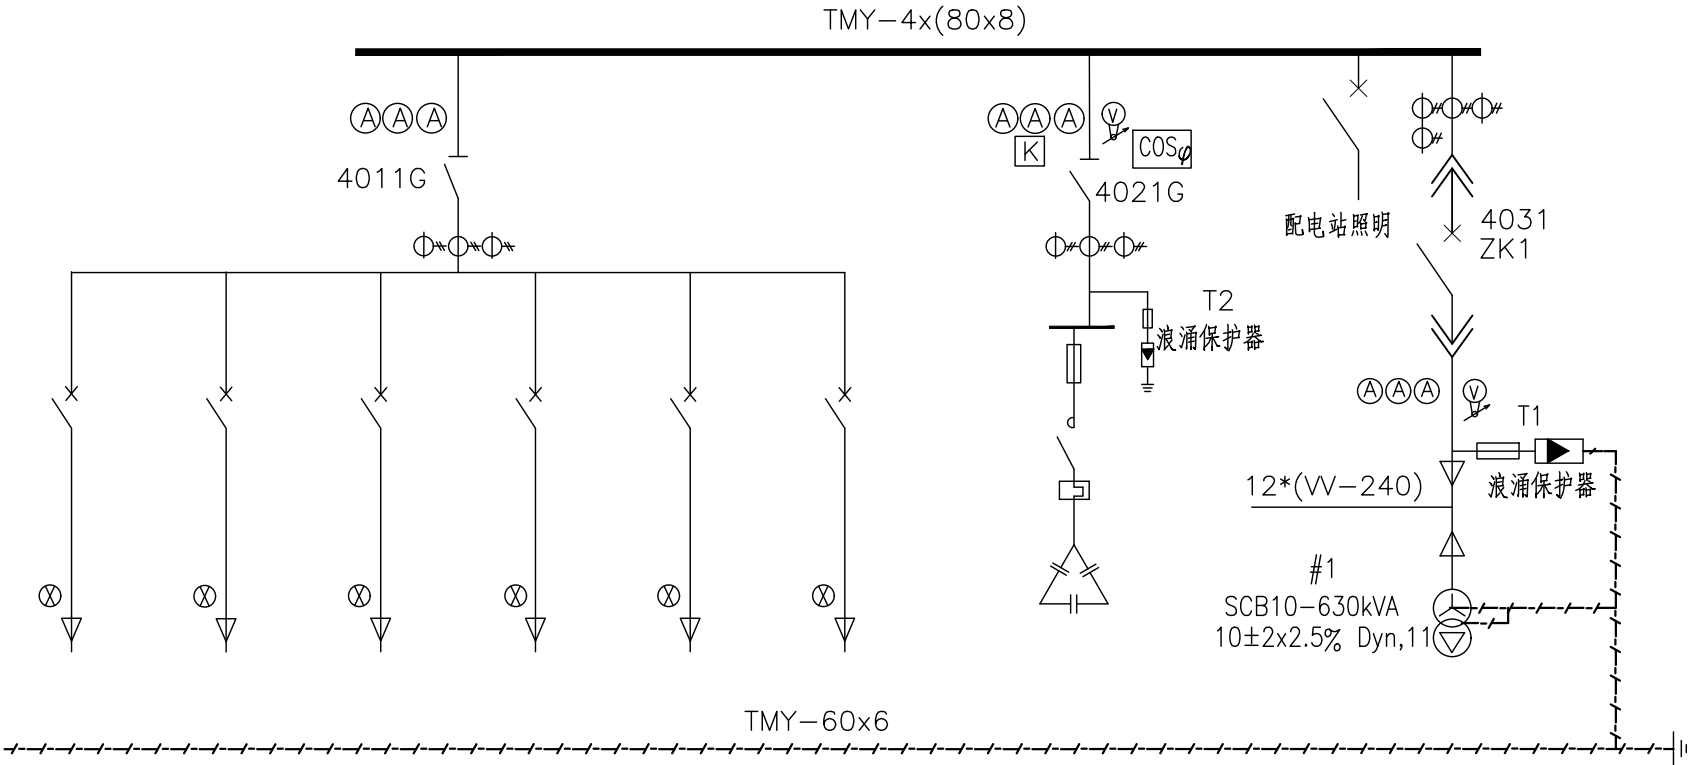 TMY-4x(80x8)
A A A
4011G
A A A V
K COSφ
4021G
配电站照明
4031
ZK1
T2
浪涌保护器
A A A V
T1
浪涌保护器
12*(VV-240)
#1
SCB10-630kVA
10±2x2.5% Dyn,11
TMY-60x6